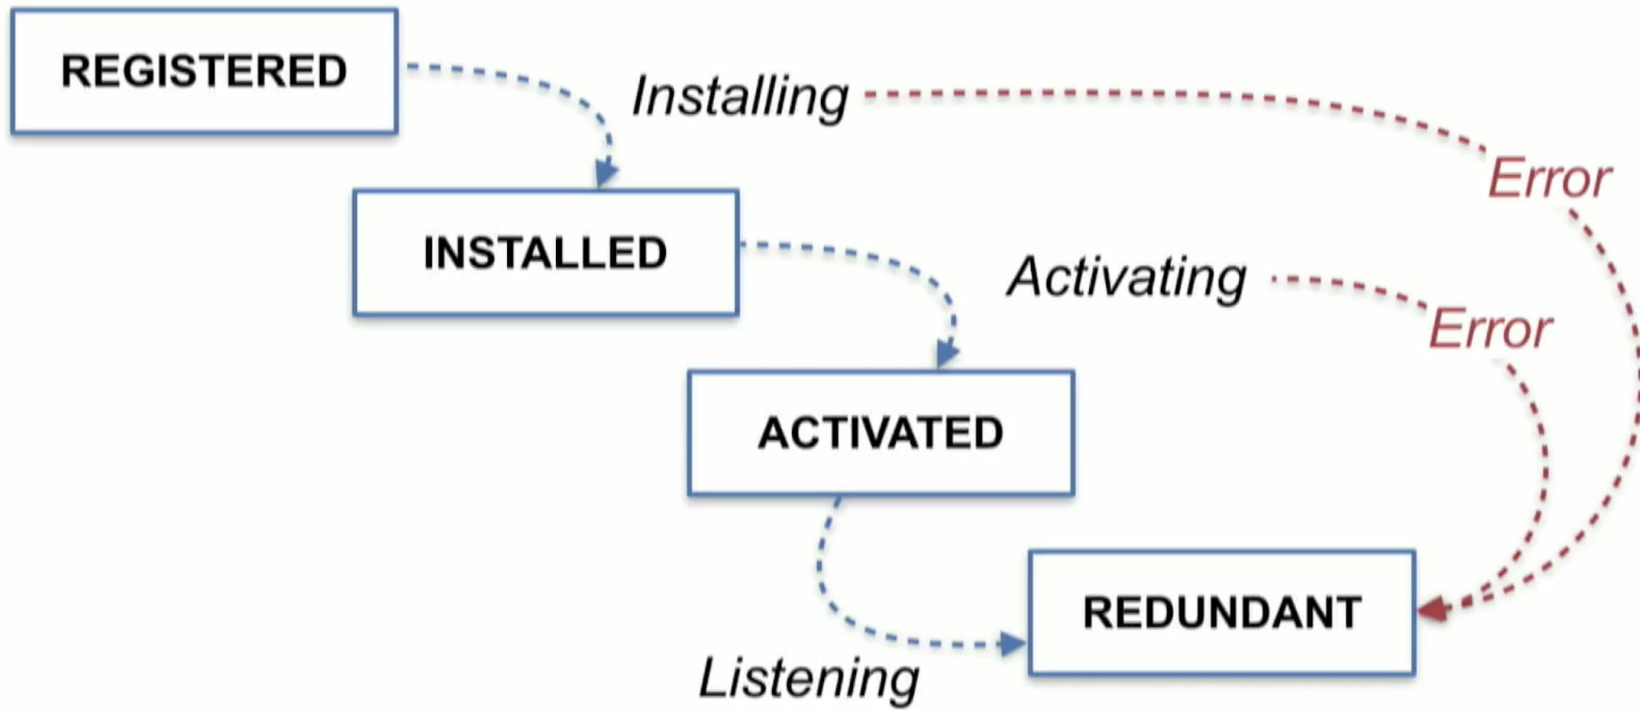 REGISTERED
Installing
Error
INSTALLED
Activating
Error
ACTIVATED
REDUNDANT
Listening